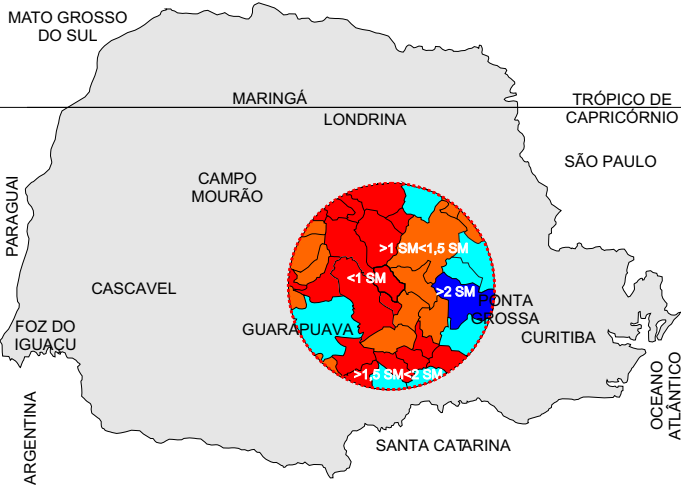 MATO GROSSO
DO SUL
MARINGÁ
TRÓPICO DE
CAPRICÓRNIO
LONDRINA
SÃO PAULO
CAMPO
MOURÃO
PARAGUAI
>1 SM<1,5 SM
<1 SM
CASCAVEL
>2 SM
PONTA
GROSSA
FOZ DO
IGUAÇU
GUARAPUAVA
CURITIBA
>1,5 SM<2 SM
OCEANO
ATLÂNTICO
ARGENTINA
SANTA CATARINA